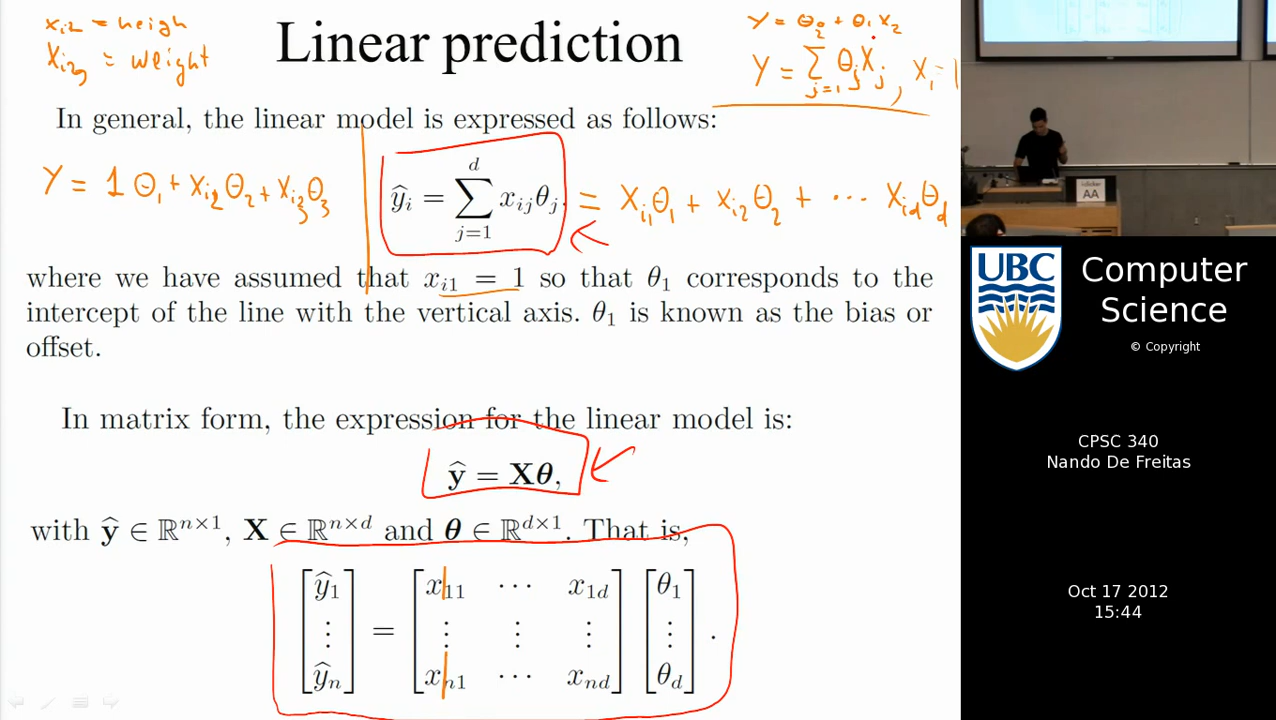 x_{i2} = heigh
x_{i3} = weight
Linear prediction
Y = θ_2 + θ_1 x_2
Y = ∑_{j=1} θ_j x_j , x_1 = 1
In general, the linear model is expressed as follows:
Y = 1 θ_1 + x_{i2} θ_2 + x_{i3} θ_3
ŷ_i = ∑_{j=1}^{d} x_{ij}θ_j, = x_{i1}θ_1 + x_{i2}θ_2 + ··· x_{id}θ_d
where we have assumed that x_{i1} = 1 so that θ_1 corresponds to the
intercept of the line with the vertical axis. θ_1 is known as the bias or
offset.
In matrix form, the expression for the linear model is:
ŷ = Xθ,
with ŷ ∈ ℝ^{n×1}, X ∈ ℝ^{n×d} and θ ∈ ℝ^{d×1}. That is,
[ŷ_1 ⋮ ŷ_n] = [x_{11} ··· x_{1d} ⋮ ⋮ ⋮ x_{n1} ··· x_{nd}] [θ_1 ⋮ θ_d] .
AA
UBC
Computer
Science
© Copyright
CPSC 340
Nando De Freitas
Oct 17 2012
15:44